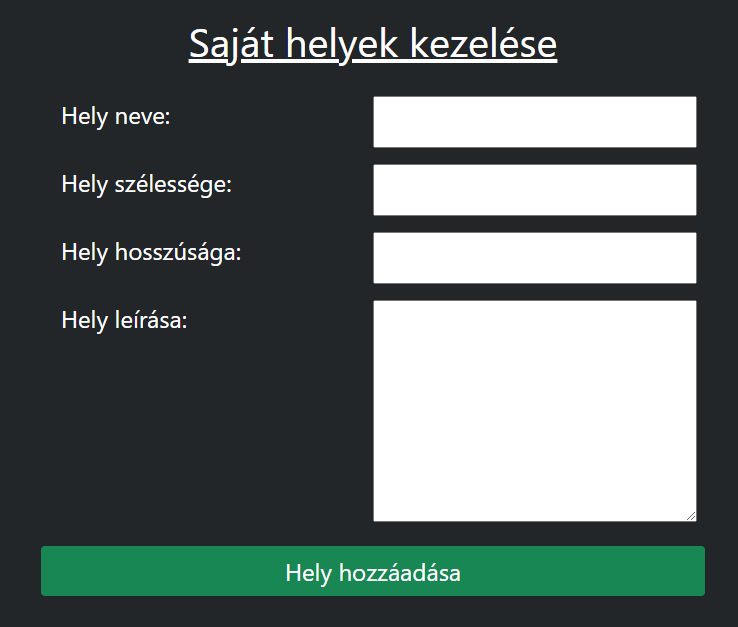 Saját helyek kezelése
Hely neve:
Hely szélessége:
Hely hosszúsága:
Hely leírása:
Hely hozzáadása